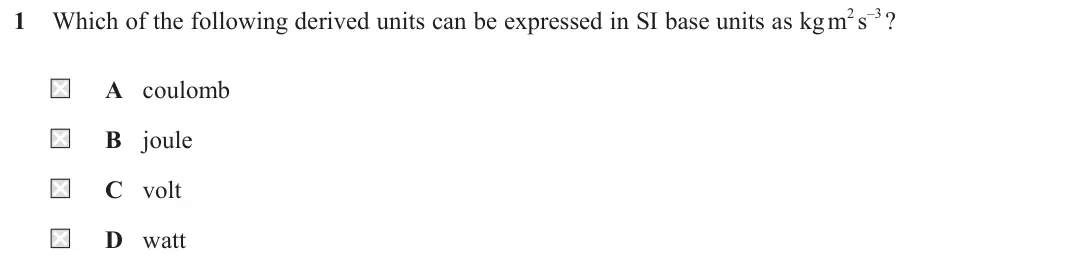 1 Which of the following derived units can be expressed in SI base units as kg m² s⁻³?
A coulomb
B joule
C volt
D watt